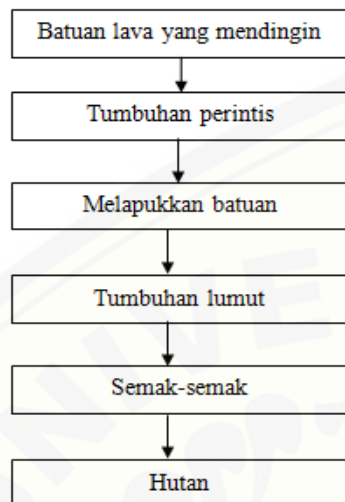 Batuan lava yang mendingin
Tumbuhan perintis
Melapukkan batuan
Tumbuhan lumut
Semak-semak
Hutan